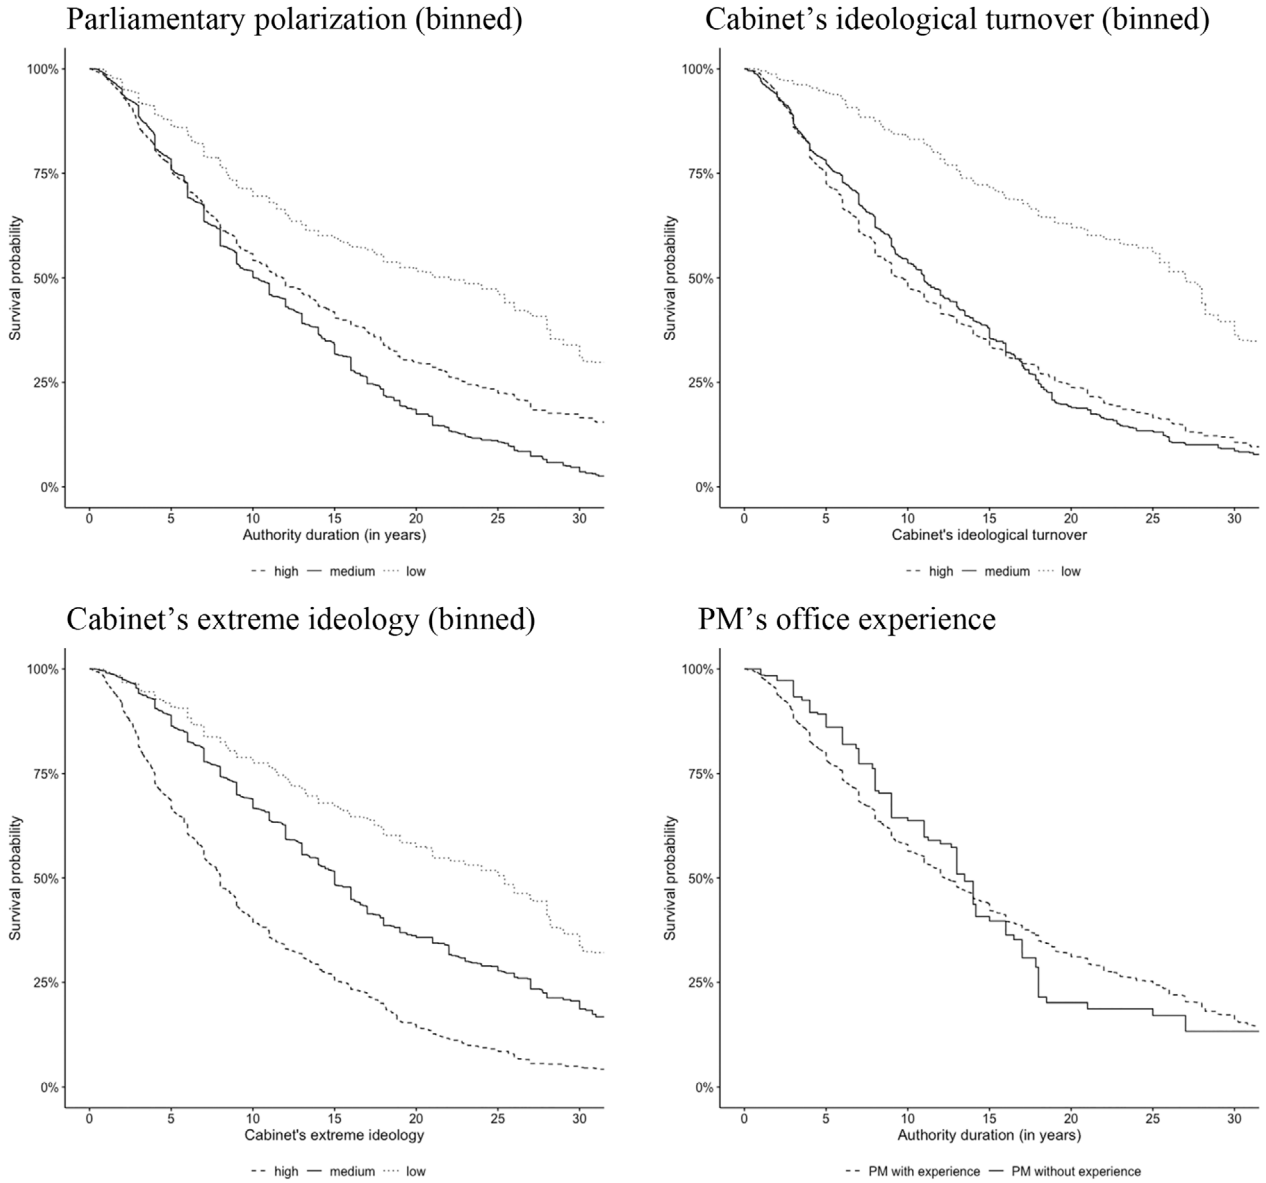 Parliamentary polarization (binned)
100%
75%
50%
25%
0%
Survival probability
0 5 10 15 20 25 30
Authority duration (in years)
high medium low
Cabinet’s ideological turnover (binned)
100%
75%
50%
25%
0%
Survival probability
0 5 10 15 20 25 30
Cabinet's ideological turnover
high medium low
Cabinet’s extreme ideology (binned)
100%
75%
50%
25%
0%
Survival probability
0 5 10 15 20 25 30
Cabinet's extreme ideology
high medium low
PM’s office experience
100%
75%
50%
25%
0%
Survival probability
0 5 10 15 20 25 30
Authority duration (in years)
PM with experience PM without experience